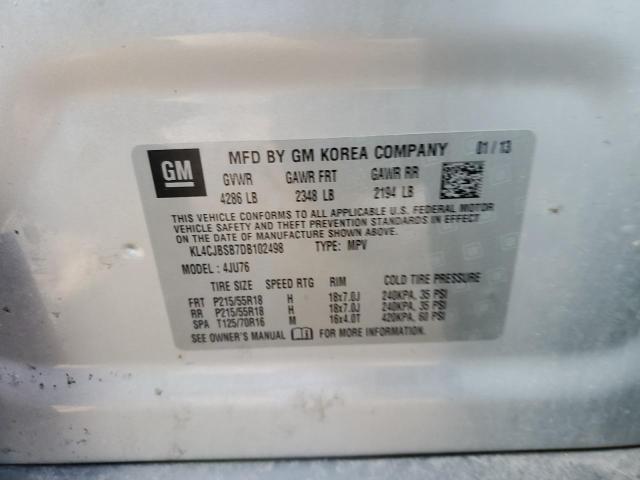 GM
MFD BY GM KOREA COMPANY 01/13
GVWR GAWR FRT GAWR RR
4286 LB 2348 LB 2194 LB
THIS VEHICLE CONFORMS TO ALL APPLICABLE U.S. FEDERAL MOTOR
VEHICLE SAFETY AND THEFT PREVENTION STANDARDS IN EFFECT
ON THE DATE OF MANUFACTURE SHOWN ABOVE.
KL4CJBSB7DB102498 TYPE: MPV
MODEL : 4JU76
TIRE SIZE SPEED RTG RIM COLD TIRE PRESSURE
FRT P215/55R18 H 18x7.0J 240KPA, 35 PSI
RR P215/55R18 H 18x7.0J 240KPA, 35 PSI
SPA T125/70R16 M 16x4.0T 420KPA, 60 PSI
SEE OWNER'S MANUAL FOR MORE INFORMATION.